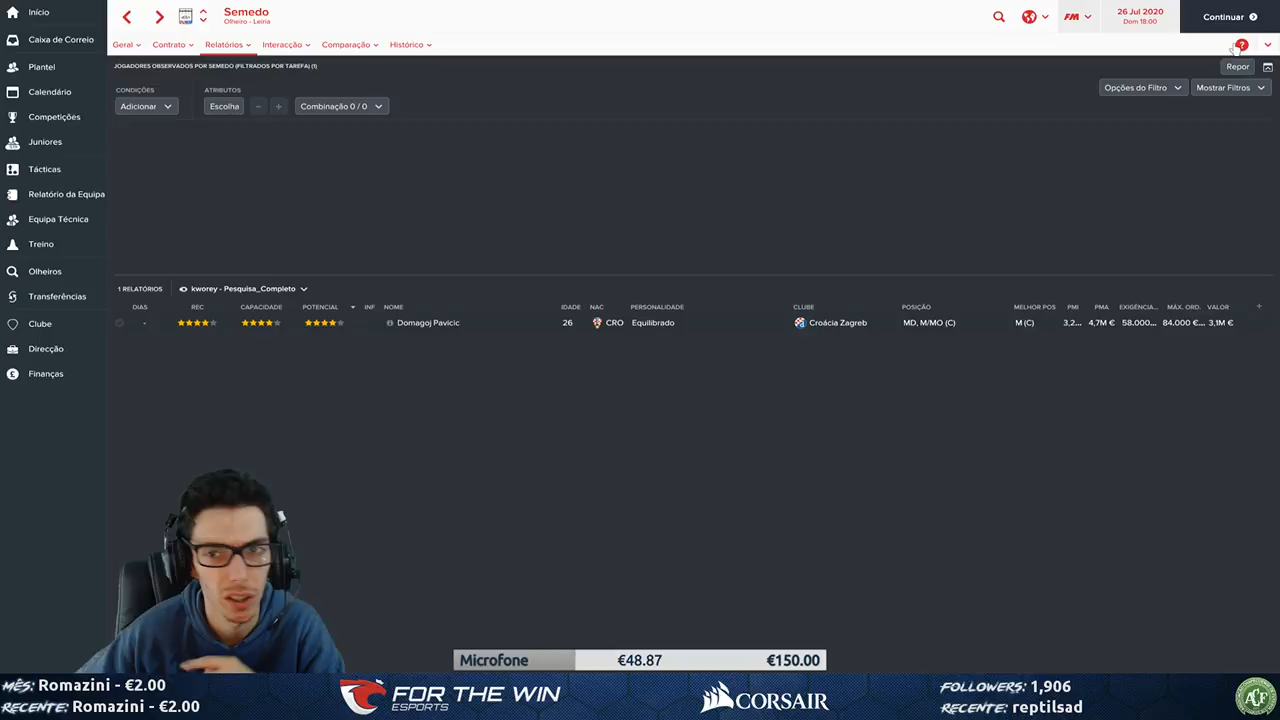 Início
Semedo
Olheiro - Leiria
FM
26 Jul 2020
Dom 18:00
Continuar
Caixa de Correio
Geral
Contrato
Relatórios
Interacção
Comparação
Histórico
?
Plantel
JOGADORES OBSERVADOS POR SEMEDO (FILTRADOS POR TAREFA) (1)
Repor
Calendário
CONDIÇÕES
ATRIBUTOS
Opções do Filtro
Mostrar Filtros
Adicionar
Escolha
Combinação 0 / 0
Competições
Juniores
Tácticas
Relatório da Equipa
Equipa Técnica
Treino
Olheiros
1 RELATÓRIOS
kworey - Pesquisa_Completo
Transferências
DIAS
REC
CAPACIDADE
POTENCIAL
INF
NOME
IDADE
NAC
PERSONALIDADE
CLUBE
POSIÇÃO
MELHOR POS
PMI
PMA
EXIGÊNCIA...
MÁX. ORD.
VALOR
Clube
-
Domagoj Pavicic
26
CRO
Equilibrado
Croácia Zagreb
MD, M/MO (C)
M (C)
3,2...
4,7M €
58.000...
84.000 €...
3,1M €
Direcção
Finanças
Microfone
€48.87
€150.00
MÊS: Romazini - €2.00
RECENTE: Romazini - €2.00
FOR THE WIN
ESPORTS
CORSAIR
FOLLOWERS: 1,906
RECENTE: reptilsad
ACF